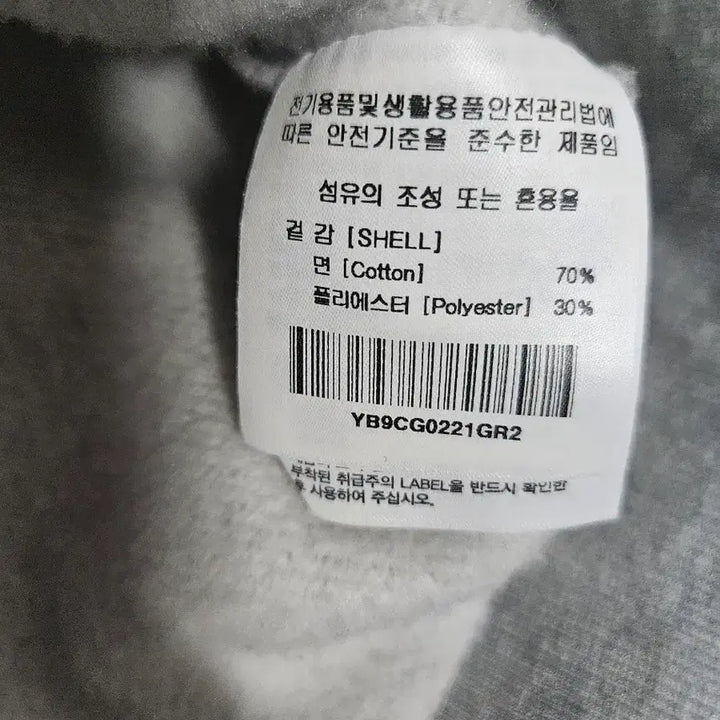 전기용품및생활용품안전관리법에
따른 안전기준을 준수한 제품임
섬유의 조성 또는 혼용율
겉 감 [SHELL]
면 [Cotton] 70%
폴리에스터 [Polyester] 30%
YB9CG0221GR2
부착된 취급주의 LABEL을 반드시 확인한
후 사용하여 주십시오.